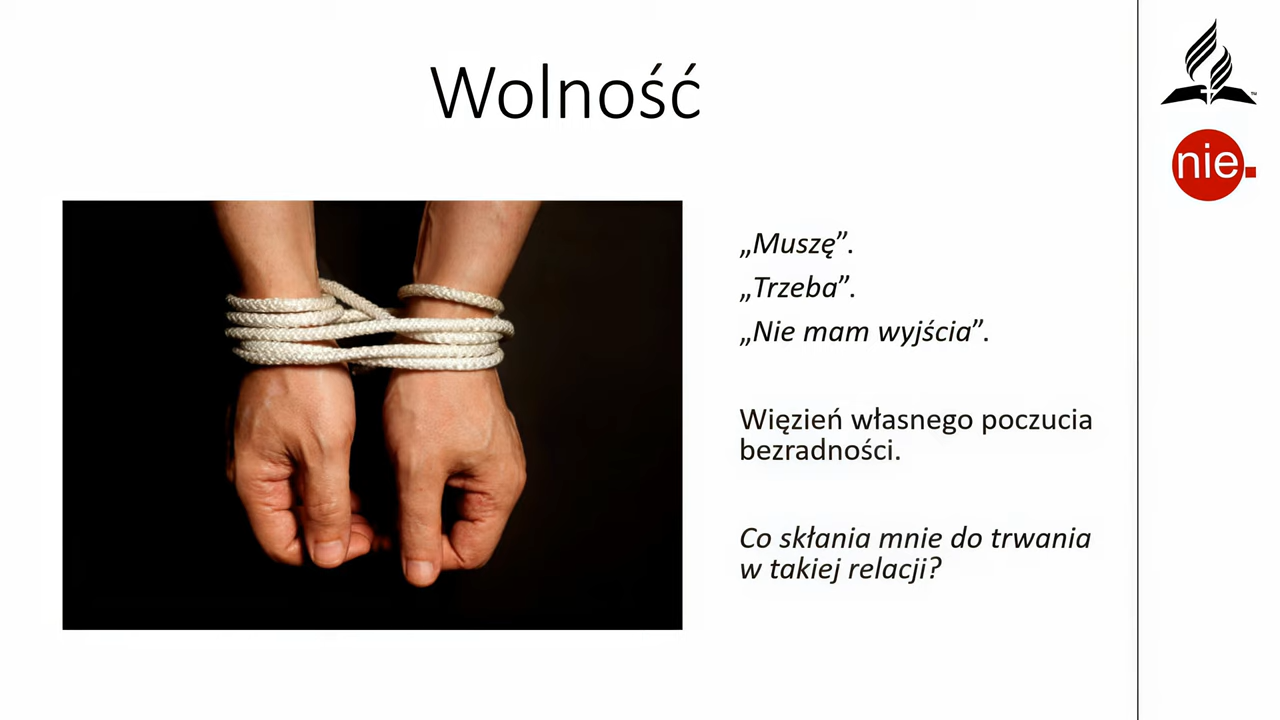 Wolność
„Muszę”.
„Trzeba”.
„Nie mam wyjścia”.
Więzień własnego poczucia
bezradności.
Co skłania mnie do trwania
w takiej relacji?
nie.